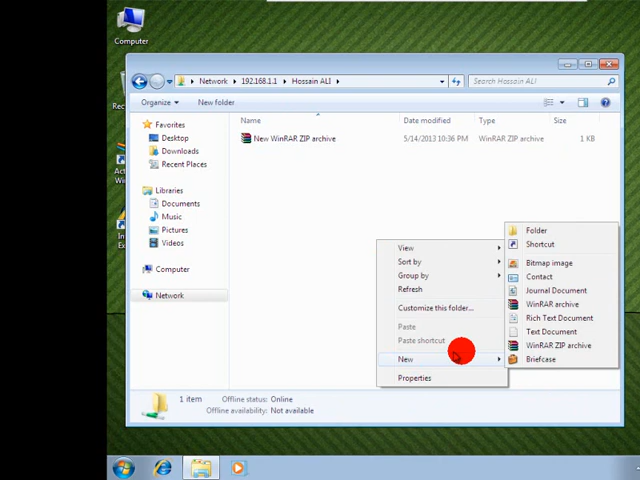 Computer
Network
192.168.1.1
Hossain ALI
Search Hossain ALI
Organize
New folder
Favorites
Desktop
Downloads
Recent Places
Libraries
Documents
Music
Pictures
Videos
Computer
Network
Name
Date modified
Type
Size
New WinRAR ZIP archive
5/14/2013 10:36 PM
WinRAR ZIP archive
1 KB
View
Sort by
Group by
Refresh
Customize this folder...
Paste
Paste shortcut
New
Properties
Folder
Shortcut
Bitmap image
Contact
Journal Document
WinRAR archive
Rich Text Document
Text Document
WinRAR ZIP archive
Briefcase
1 item
Offline status: Online
Offline availability: Not available